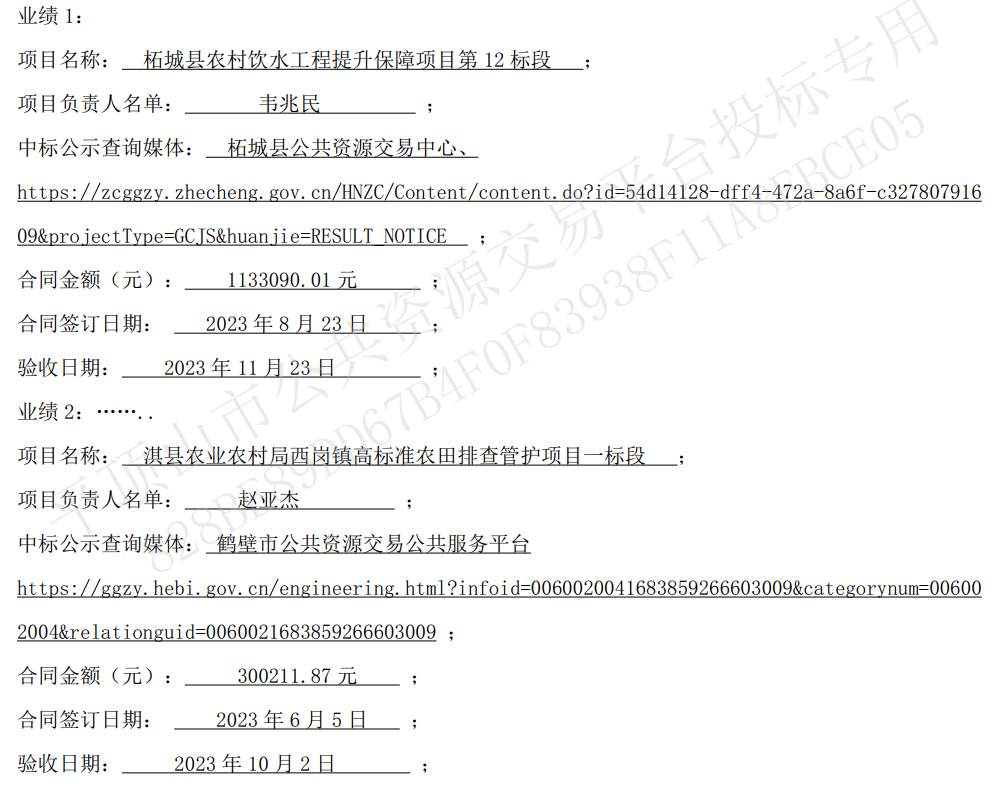 业绩 1：
项目名称： 柘城县农村饮水工程提升保障项目第 12 标段 ；
项目负责人名单： 韦兆民 ；
中标公示查询媒体： 柘城县公共资源交易中心、
https://zcggzy.zhecheng.gov.cn/HNZC/Content/content.do?id=54d14128-dff4-472a-8a6f-c327807916
09&projectType=GCJS&huanjie=RESULT_NOTICE ；
合同金额（元）： 1133090.01 元 ；
合同签订日期： 2023 年 8 月 23 日 ；
验收日期： 2023 年 11 月 23 日 ；
业绩 2：……..
项目名称： 淇县农业农村局西岗镇高标准农田排查管护项目一标段 ；
项目负责人名单： 赵亚杰 ；
中标公示查询媒体： 鹤壁市公共资源交易公共服务平台
https://ggzy.hebi.gov.cn/engineering.html?infoid=0060020041683859266603009&categorynum=00600
2004&relationguid=0060021683859266603009 ；
合同金额（元）： 300211.87 元 ；
合同签订日期： 2023 年 6 月 5 日 ；
验收日期： 2023 年 10 月 2 日 ；
平顶山市公共资源交易平台投标专用
828BE89DD67B4F0F83938F11A8EBCE05